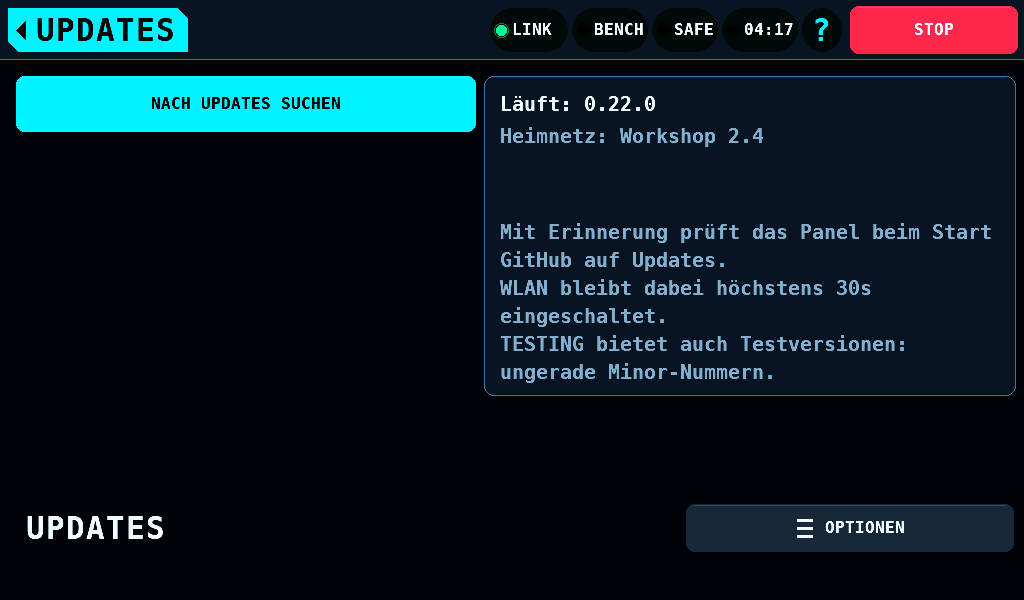 UPDATES
LINK
BENCH
SAFE
04:17
?
STOP
NACH UPDATES SUCHEN
Läuft: 0.22.0
Heimnetz: Workshop 2.4
Mit Erinnerung prüft das Panel beim Start
GitHub auf Updates.
WLAN bleibt dabei höchstens 30s
eingeschaltet.
TESTING bietet auch Testversionen:
ungerade Minor-Nummern.
UPDATES
OPTIONEN